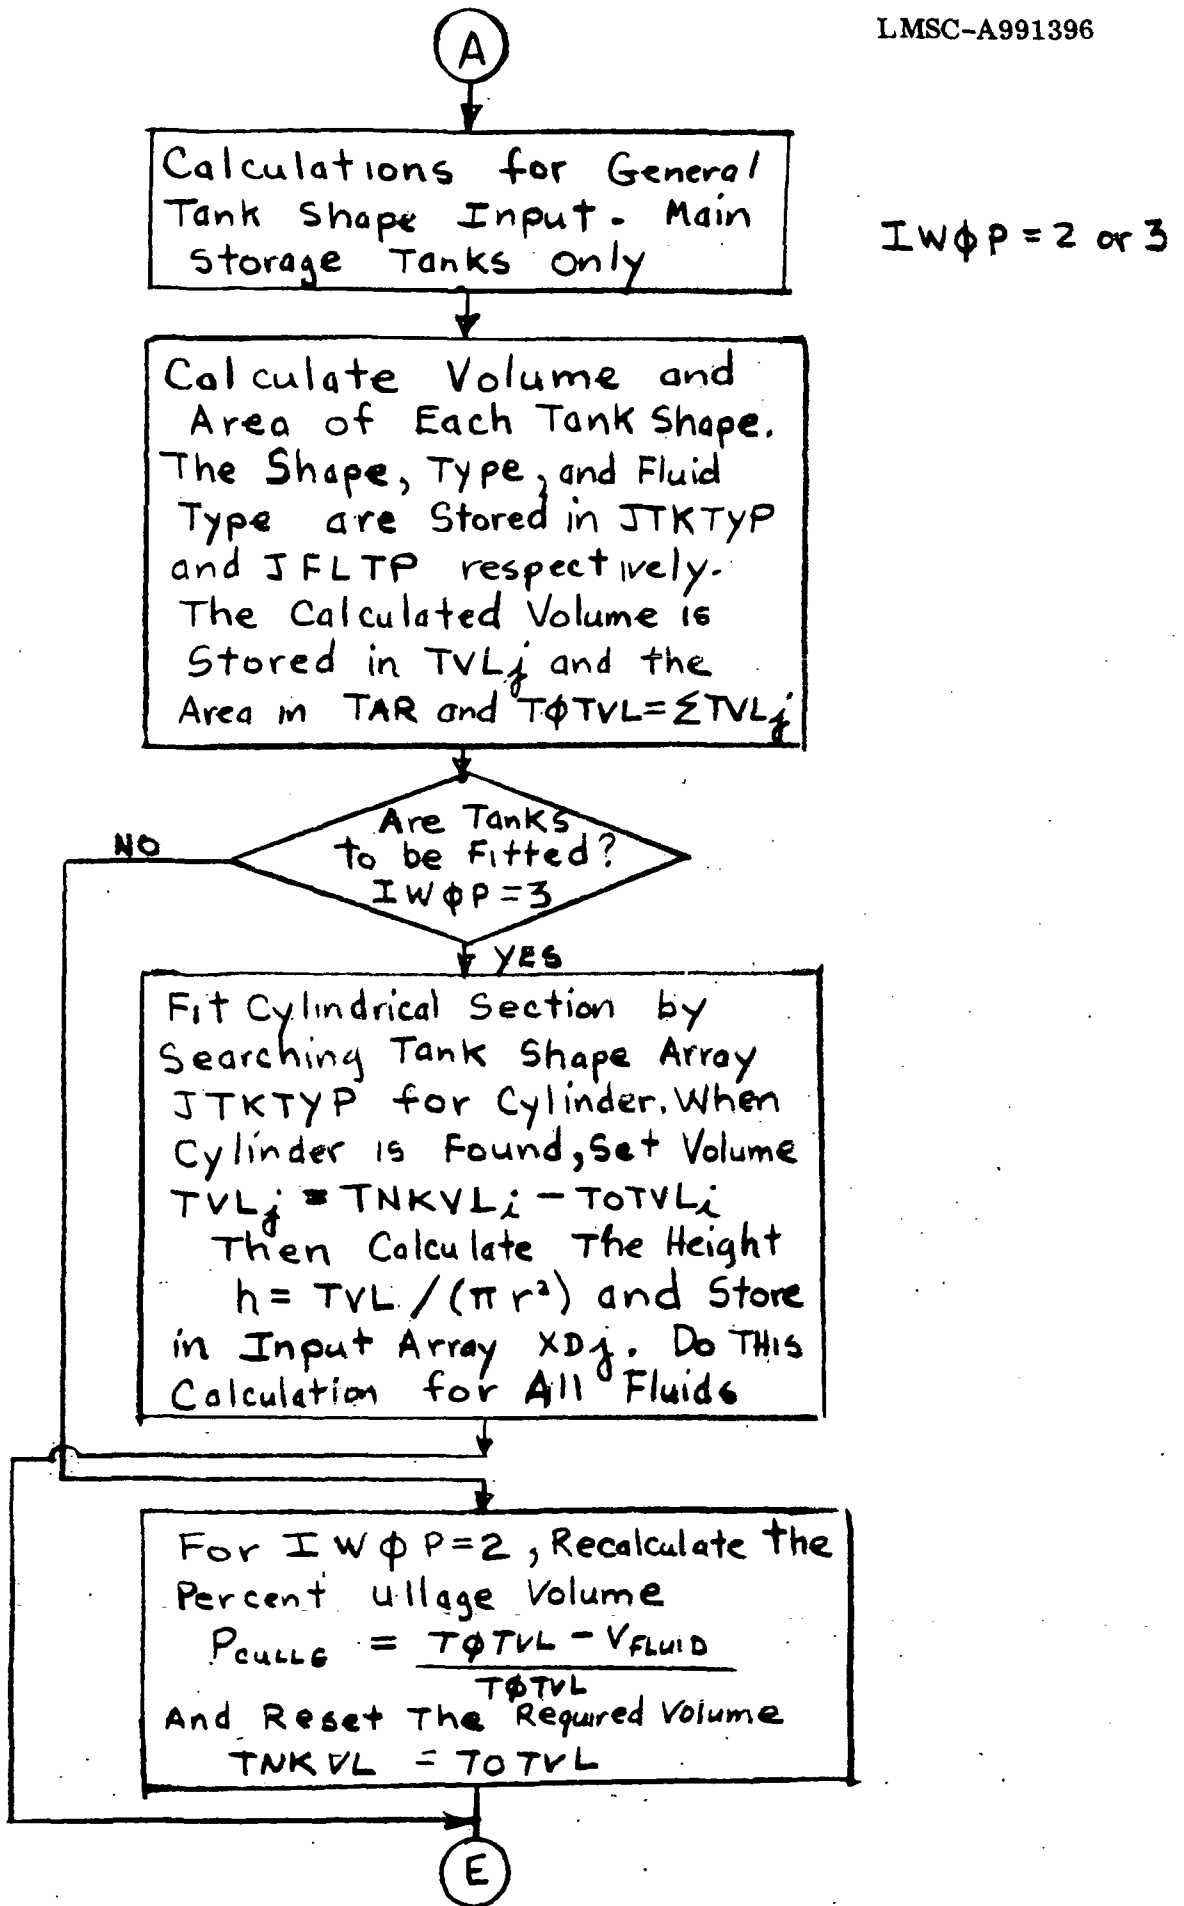 LMSC-A991396
A
Calculations for General
Tank Shape Input - Main
Storage Tanks Only
IWφP = 2 or 3
Calculate Volume and
Area of Each Tank Shape.
The Shape, Type, and Fluid
Type are Stored in JTKTYP
and JFLTP respectively.
The Calculated Volume is
Stored in TVLj and the
Area in TAR and TφTVL=ΣTVLj
Are Tanks
to be Fitted?
IWφP=3
NO
YES
Fit Cylindrical Section by
Searching Tank Shape Array
JTKTYP for Cylinder. When
Cylinder is Found, Set Volume
TVLj = TNKVLi - TOTVLi
Then Calculate The Height
h = TVL/(πr²) and Store
in Input Array XDj. Do THIS
Calculation for All Fluids
For IWφP=2, Recalculate the
Percent Ullage Volume
PCULLG = TφTVL - VFLUID
TφTVL
And Reset The Required Volume
TNKVL = TOTVL
E